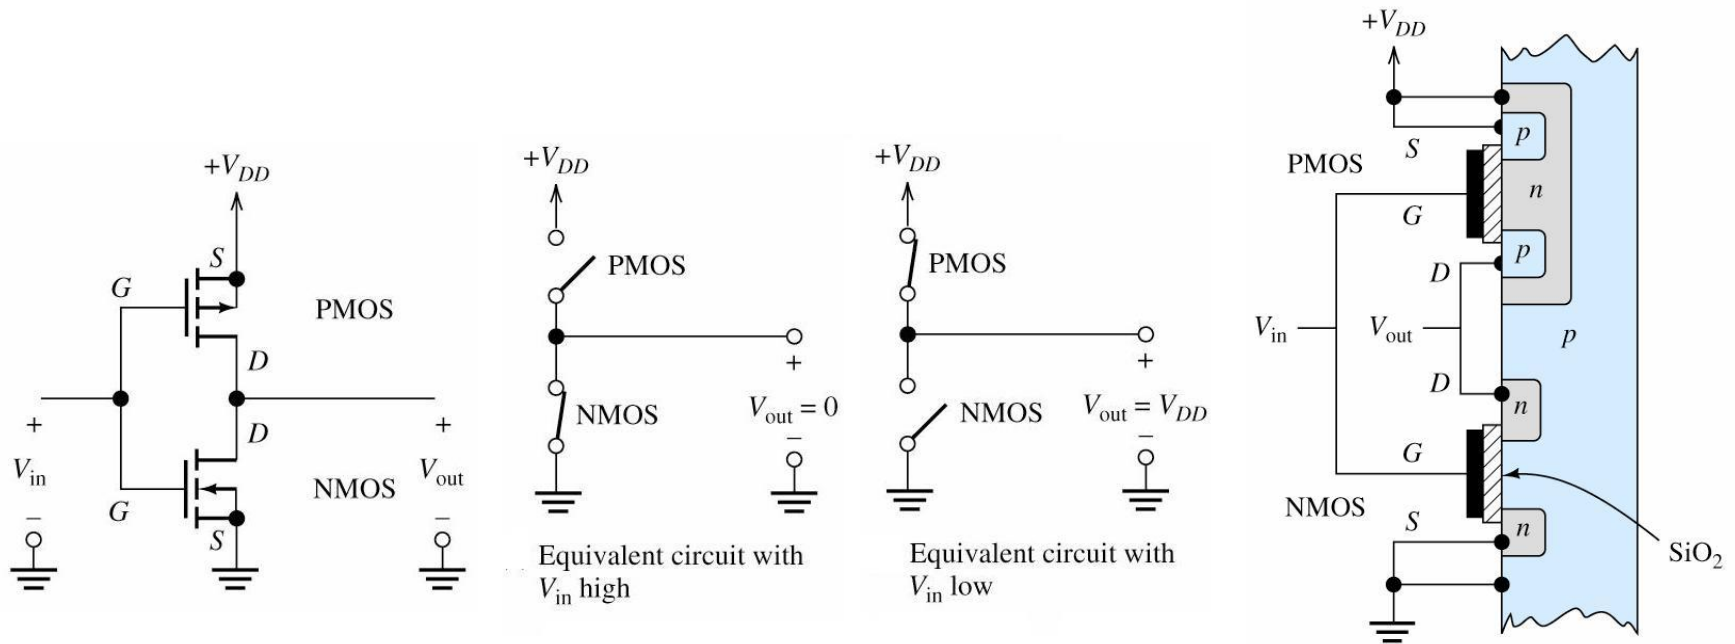 +V_DD
S
G
PMOS
D
D
+
+
V_in
V_out
NMOS
−
−
G
S
+V_DD
PMOS
+
NMOS
V_out = 0
−
Equivalent circuit with
V_in high
+V_DD
PMOS
+
NMOS
V_out = V_DD
−
Equivalent circuit with
V_in low
+V_DD
p
S
PMOS
n
G
p
D
V_in
V_out
p
D
n
G
NMOS
S
n
SiO_2